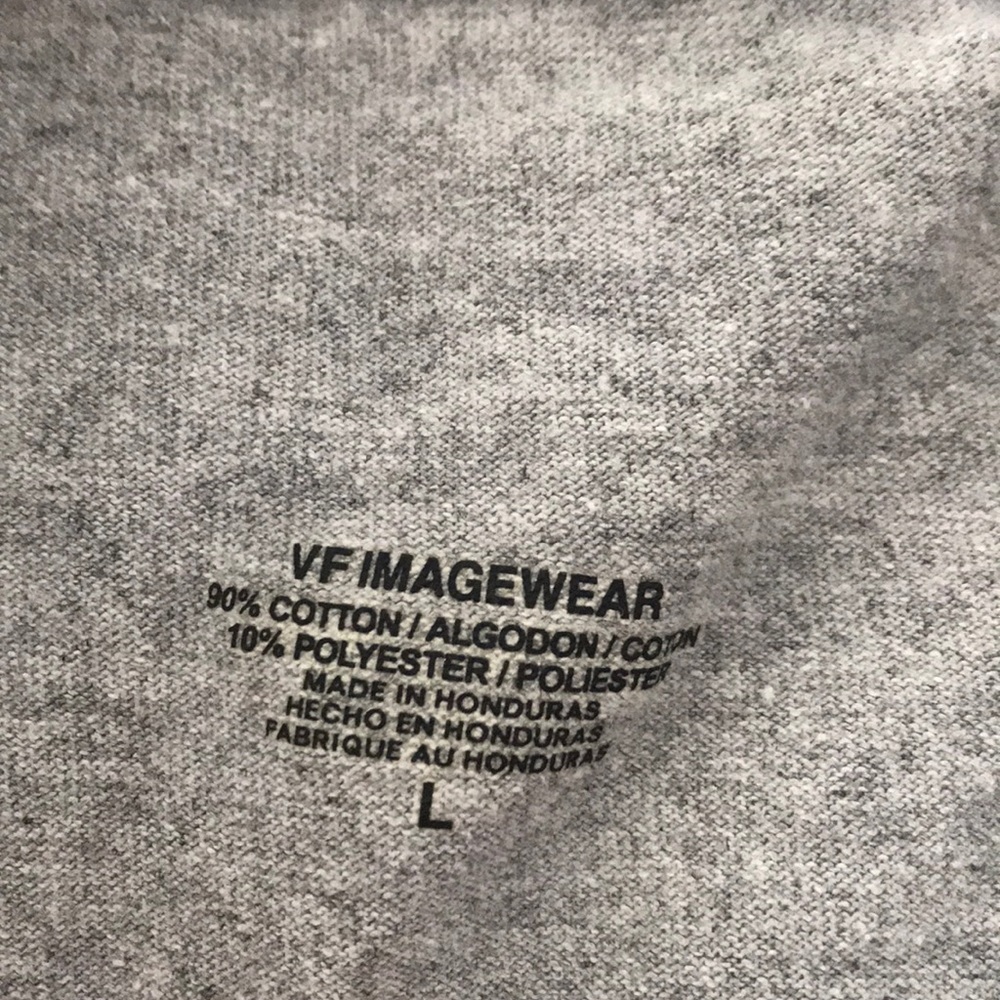 VF IMAGEWEAR
90% COTTON / ALGODON / COTON
10% POLYESTER / POLIESTER
MADE IN HONDURAS
HECHO EN HONDURAS
FABRIQUE AU HONDURAS
L